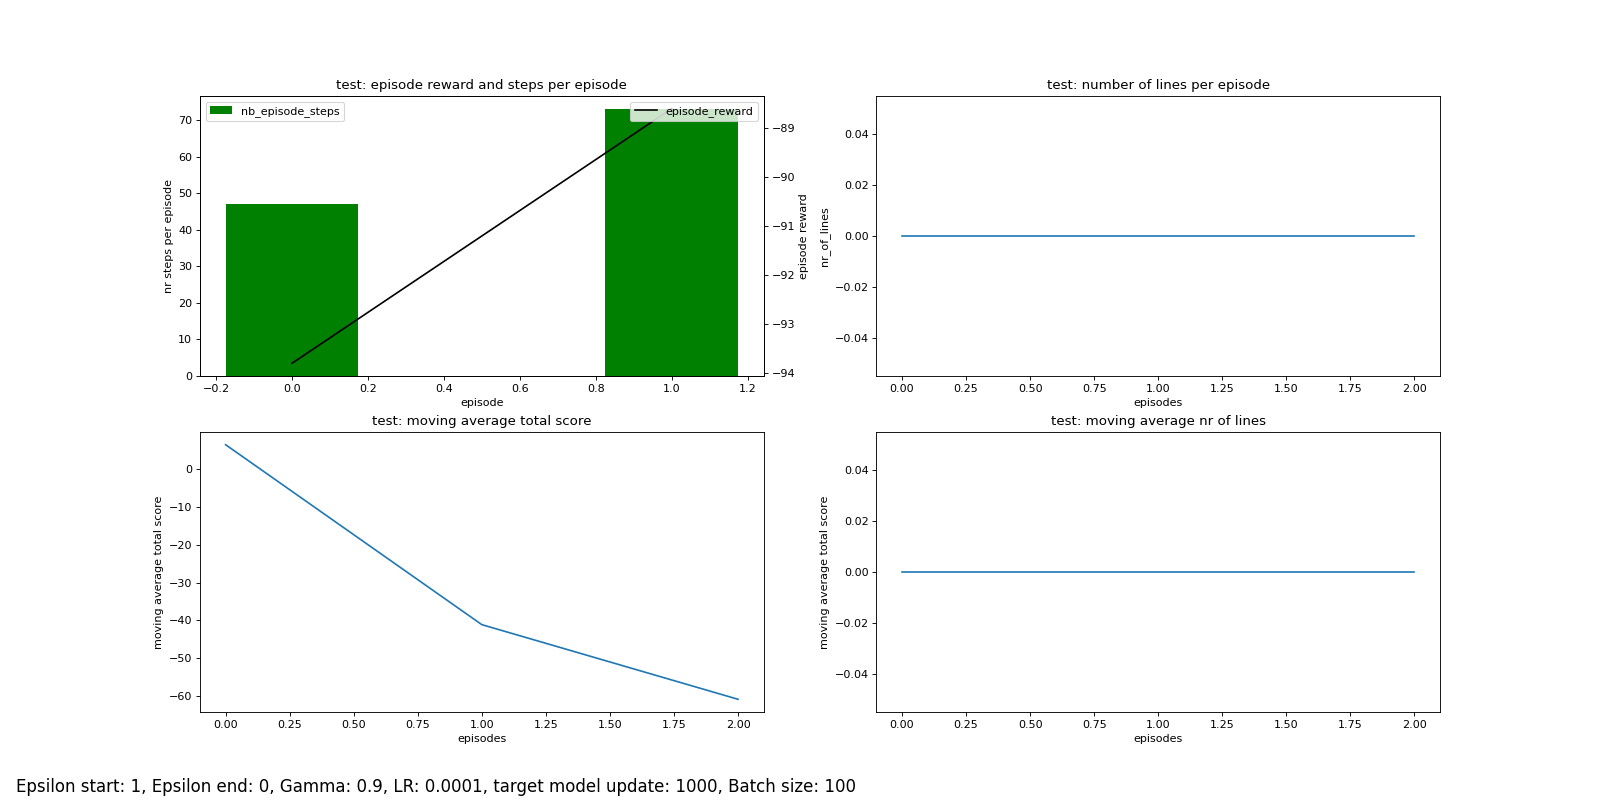 test: episode reward and steps per episode
nb_episode_steps
episode_reward
nr steps per episode
70
60
50
40
30
20
10
0
−89
−90
−91
−92
−93
−94
episode reward
−0.2 0.0 0.2 0.4 0.6 0.8 1.0 1.2
episode
test: number of lines per episode
nr_of_lines
0.04
0.02
0.00
−0.02
−0.04
0.00 0.25 0.50 0.75 1.00 1.25 1.50 1.75 2.00
episodes
test: moving average total score
moving average total score
0
−10
−20
−30
−40
−50
−60
0.00 0.25 0.50 0.75 1.00 1.25 1.50 1.75 2.00
episodes
test: moving average nr of lines
moving average total score
0.04
0.02
0.00
−0.02
−0.04
0.00 0.25 0.50 0.75 1.00 1.25 1.50 1.75 2.00
episodes
Epsilon start: 1, Epsilon end: 0, Gamma: 0.9, LR: 0.0001, target model update: 1000, Batch size: 100